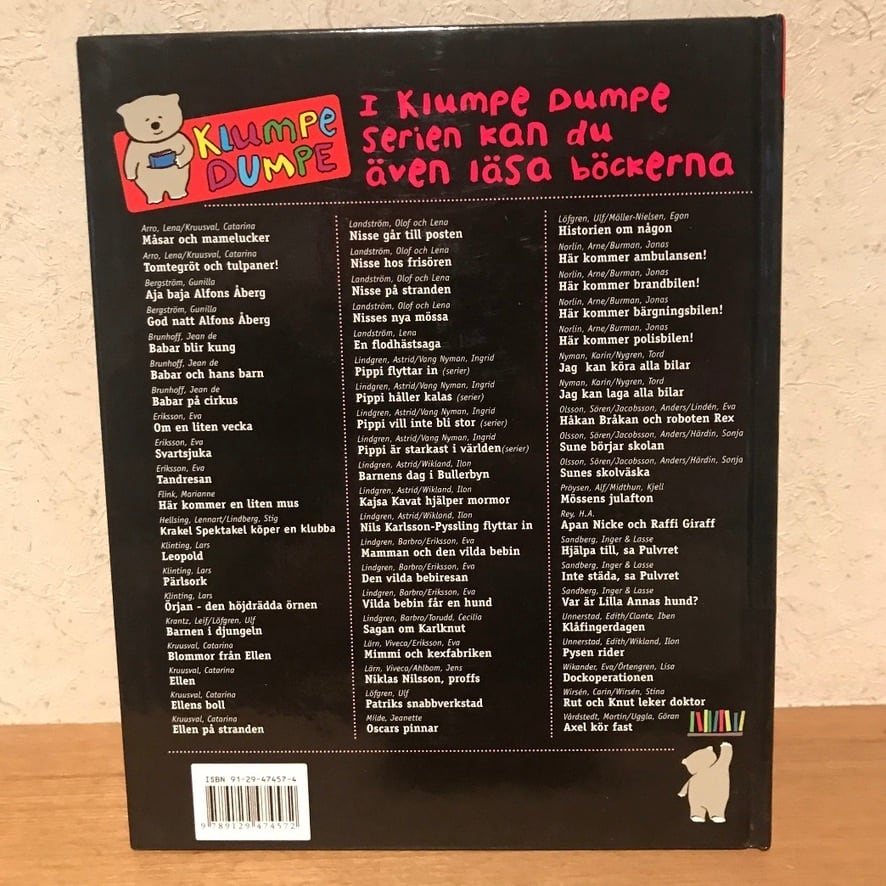 KLUMPE
DUMPE
I KLUMPE DUMPE
serien kan du
även läsa böckerna
Arro, Lena/Kruusval, Catarina
Måsar och mamelucker
Arro, Lena/Kruusval, Catarina
Tomtegröt och tulpaner!
Bergström, Gunilla
Aja baja Alfons Åberg
Bergström, Gunilla
God natt Alfons Åberg
Brunhoff, Jean de
Babar blir kung
Brunhoff, Jean de
Babar och hans barn
Brunhoff, Jean de
Babar på cirkus
Eriksson, Eva
Om en liten vecka
Eriksson, Eva
Svartsjuka
Eriksson, Eva
Tandresan
Flink, Marianne
Här kommer en liten mus
Hellsing, Lennart/Lindberg, Stig
Krakel Spektakel köper en klubba
Klinting, Lars
Leopold
Klinting, Lars
Pärlsork
Klinting, Lars
Örjan - den höjdrädda örnen
Krantz, Leif/Löfgren, Ulf
Barnen i djungeln
Kruusval, Catarina
Blommor från Ellen
Kruusval, Catarina
Ellen
Kruusval, Catarina
Ellens boll
Kruusval, Catarina
Ellen på stranden
Landström, Olof och Lena
Nisse går till posten
Landström, Olof och Lena
Nisse hos frisören
Landström, Olof och Lena
Nisse på stranden
Landström, Olof och Lena
Nisses nya mössa
Landström, Lena
En flodhästsaga
Lindgren, Astrid/Vang Nyman, Ingrid
Pippi flyttar in (serier)
Lindgren, Astrid/Vang Nyman, Ingrid
Pippi håller kalas (serier)
Lindgren, Astrid/Vang Nyman, Ingrid
Pippi vill inte bli stor (serier)
Lindgren, Astrid/Vang Nyman, Ingrid
Pippi är starkast i världen(serier)
Lindgren, Astrid/Wikland, Ilon
Barnens dag i Bullerbyn
Lindgren, Astrid/Wikland, Ilon
Kajsa Kavat hjälper mormor
Lindgren, Astrid/Wikland, Ilon
Nils Karlsson-Pyssling flyttar in
Lindgren, Barbro/Eriksson, Eva
Mamman och den vilda bebin
Lindgren, Barbro/Eriksson, Eva
Den vilda bebiresan
Lindgren, Barbro/Eriksson, Eva
Vilda bebin får en hund
Lindgren, Barbro/Torudd, Cecilia
Sagan om Karlknut
Lärn, Viveca/Eriksson, Eva
Mimmi och kexfabriken
Lärn, Viveca/Ahlbom, Jens
Niklas Nilsson, proffs
Löfgren, Ulf
Patriks snabbverkstad
Milde, Jeanette
Oscars pinnar
Löfgren, Ulf/Möller-Nielsen, Egon
Historien om någon
Norlin, Arne/Burman, Jonas
Här kommer ambulansen!
Norlin, Arne/Burman, Jonas
Här kommer brandbilen!
Norlin, Arne/Burman, Jonas
Här kommer bärgningsbilen!
Norlin, Arne/Burman, Jonas
Här kommer polisbilen!
Nyman, Karin/Nygren, Tord
Jag kan köra alla bilar
Nyman, Karin/Nygren, Tord
Jag kan laga alla bilar
Olsson, Sören/Jacobsson, Anders/Lindén, Eva
Håkan Bråkan och roboten Rex
Olsson, Sören/Jacobsson, Anders/Härdin, Sonja
Sune börjar skolan
Olsson, Sören/Jacobsson, Anders/Härdin, Sonja
Sunes skolväska
Pröysen, Alf/Midthun, Kjell
Mössens julafton
Rey, H.A.
Apan Nicke och Raffi Giraff
Sandberg, Inger & Lasse
Hjälpa till, sa Pulvret
Sandberg, Inger & Lasse
Inte städa, sa Pulvret
Sandberg, Inger & Lasse
Var är Lilla Annas hund?
Unnerstad, Edith/Clante, Iben
Klåfingerdagen
Unnerstad, Edith/Wikland, Ilon
Pysen rider
Wikander, Eva/Örtengren, Lisa
Dockoperationen
Wirsén, Carin/Wirsén, Stina
Rut och Knut leker doktor
Vårdstedt, Martin/Uggla, Göran
Axel kör fast
ISBN 91-29-47457-4
9 789129 474572